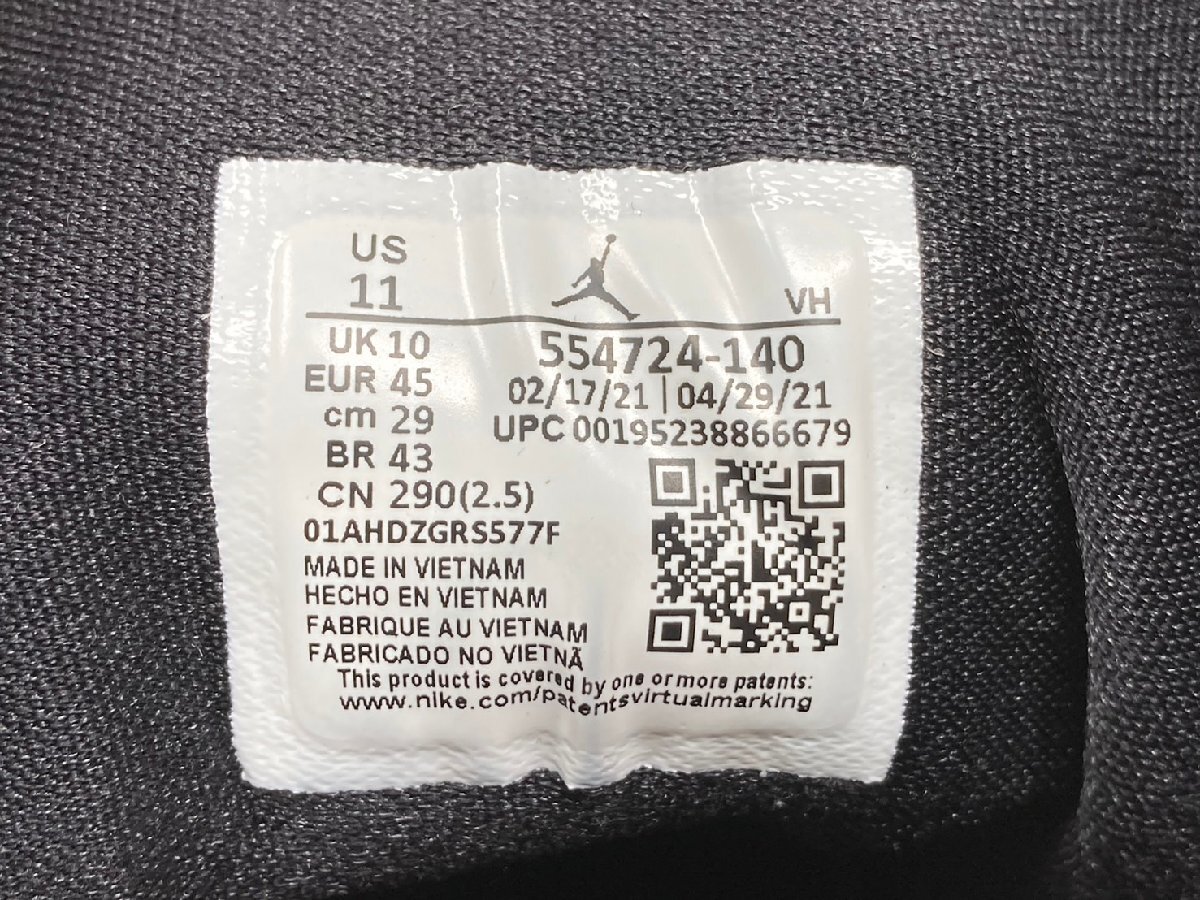 US
11
VH
UK 10
EUR 45
cm 29
BR 43
CN 290(2.5)
554724-140
02/17/21 | 04/29/21
UPC 00195238866679
01AHDZGRS577F
MADE IN VIETNAM
HECHO EN VIETNAM
FABRIQUE AU VIETNAM
FABRICADO NO VIETNÃ
This product is covered by one or more patents:
www.nike.com/patentsvirtualmarking